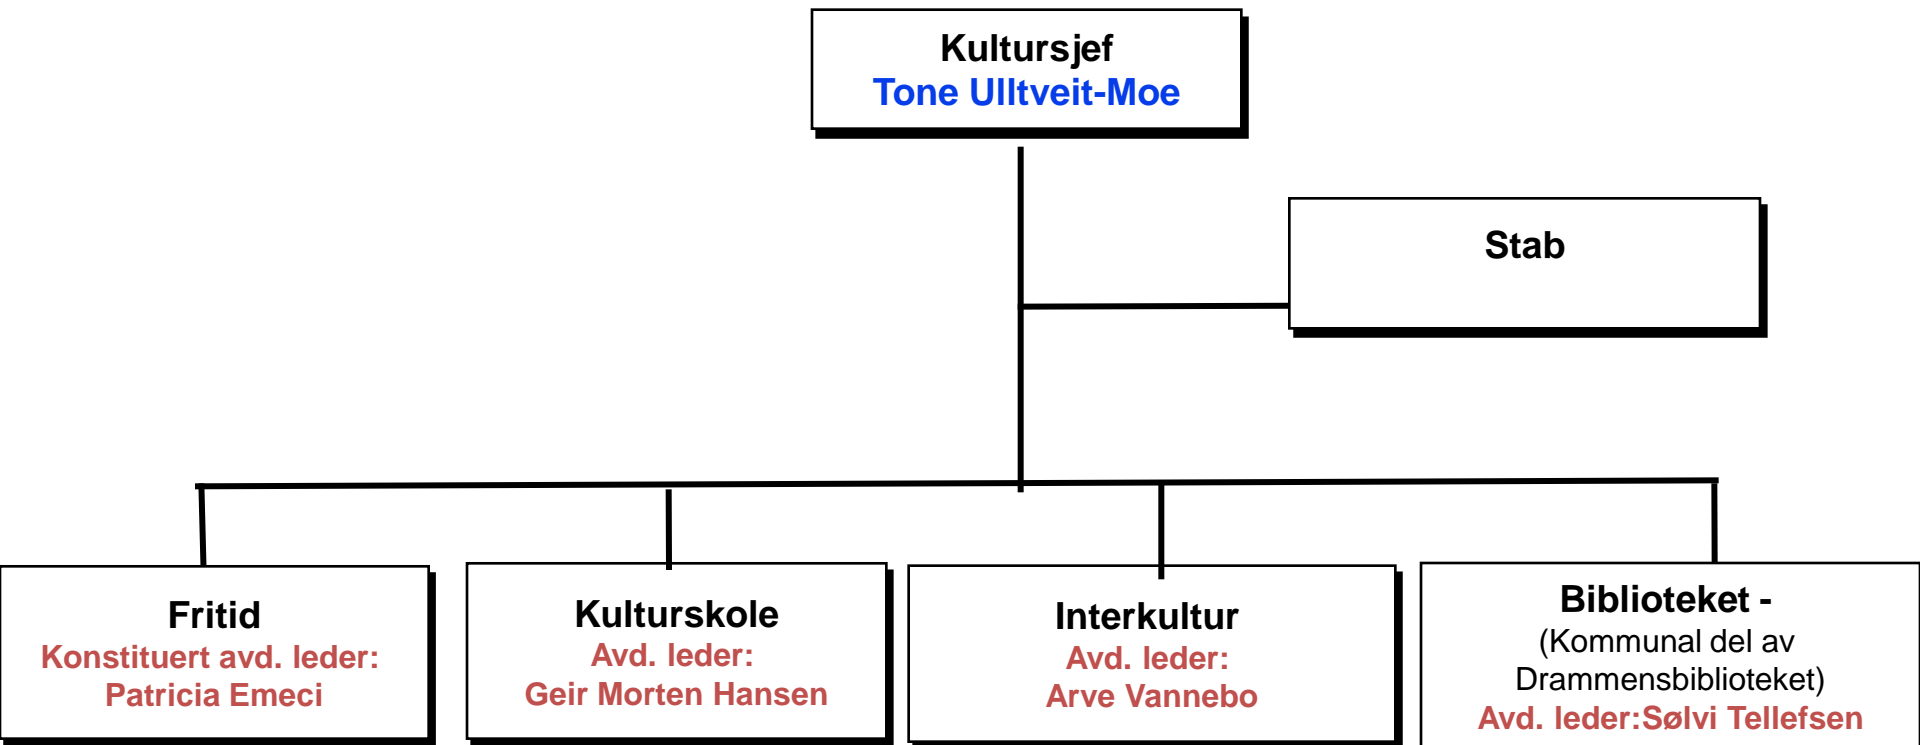 Kultursjef
Tone Ulltveit-Moe
Stab
Fritid
Konstituert avd. leder:
Patricia Emeci
Kulturskole
Avd. leder:
Geir Morten Hansen
Interkultur
Avd. leder:
Arve Vannebo
Biblioteket -
(Kommunal del av
Drammensbiblioteket)
Avd. leder:Sølvi Tellefsen